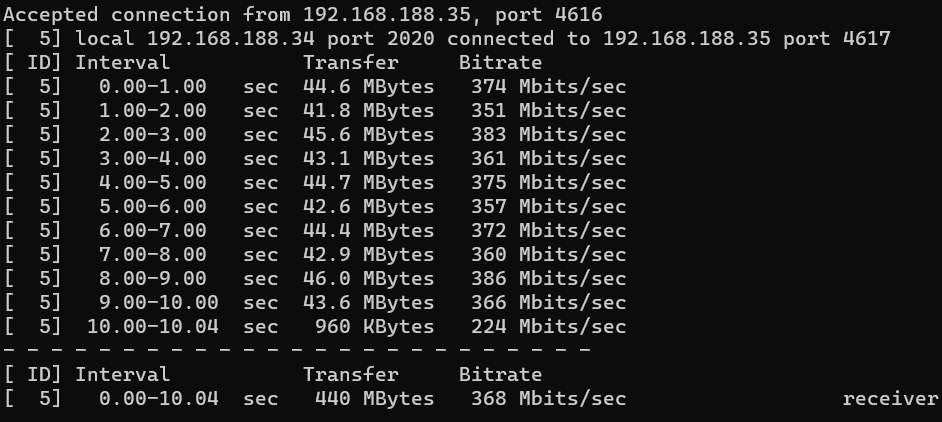 Accepted connection from 192.168.188.35, port 4616
[  5] local 192.168.188.34 port 2020 connected to 192.168.188.35 port 4617
[ ID] Interval           Transfer     Bitrate
[  5]   0.00-1.00   sec  44.6 MBytes   374 Mbits/sec
[  5]   1.00-2.00   sec  41.8 MBytes   351 Mbits/sec
[  5]   2.00-3.00   sec  45.6 MBytes   383 Mbits/sec
[  5]   3.00-4.00   sec  43.1 MBytes   361 Mbits/sec
[  5]   4.00-5.00   sec  44.7 MBytes   375 Mbits/sec
[  5]   5.00-6.00   sec  42.6 MBytes   357 Mbits/sec
[  5]   6.00-7.00   sec  44.4 MBytes   372 Mbits/sec
[  5]   7.00-8.00   sec  42.9 MBytes   360 Mbits/sec
[  5]   8.00-9.00   sec  46.0 MBytes   386 Mbits/sec
[  5]   9.00-10.00  sec  43.6 MBytes   366 Mbits/sec
[  5]  10.00-10.04  sec   960 KBytes   224 Mbits/sec
- - - - - - - - - - - - - - - - - - - - - - - - -
[ ID] Interval           Transfer     Bitrate
[  5]   0.00-10.04  sec   440 MBytes   368 Mbits/sec                  receiver